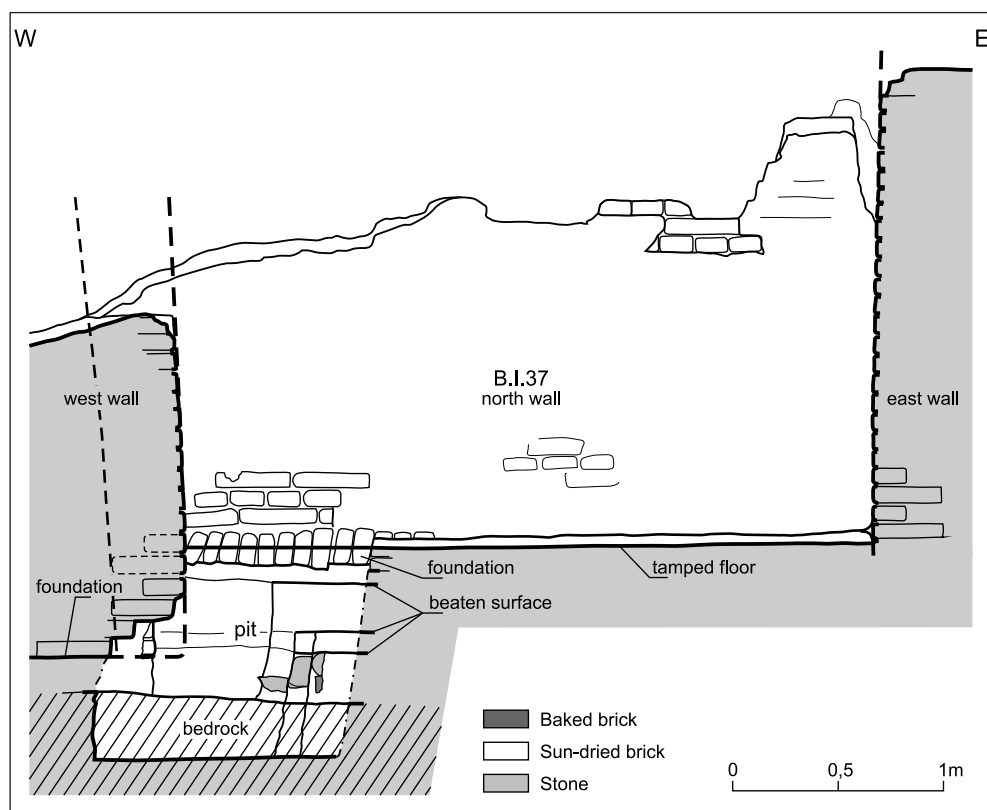 W
E
B.I.37
north wall
west wall
east wall
foundation
foundation
tamped floor
beaten surface
pit
bedrock
Baked brick
Sun-dried brick
Stone
0 0,5 1m